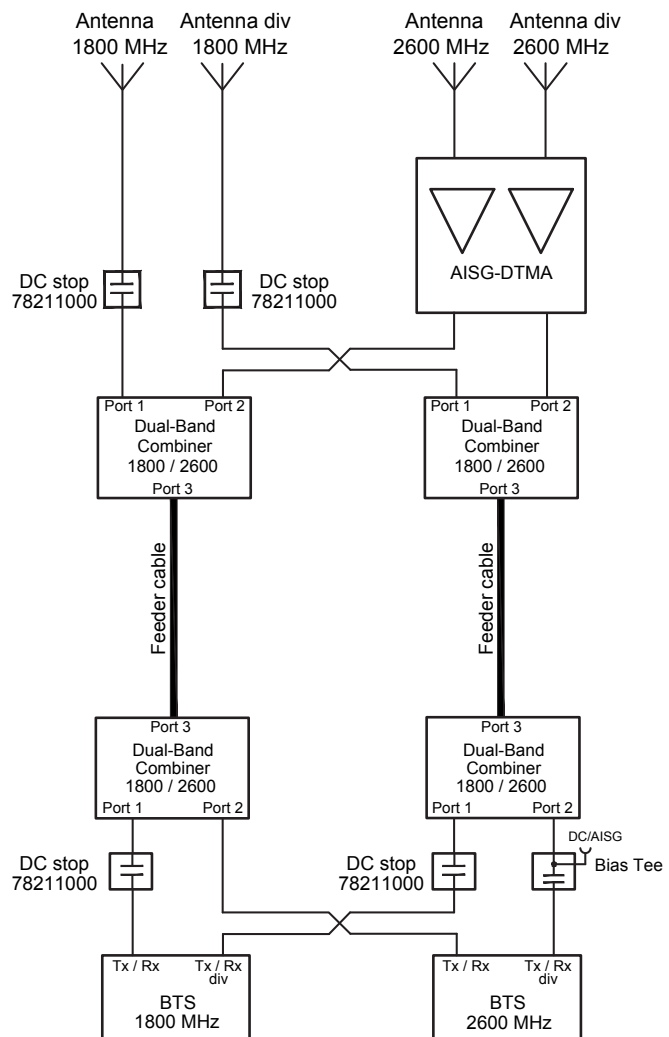 Antenna
1800 MHz
Antenna div
1800 MHz
Antenna
2600 MHz
Antenna div
2600 MHz
AISG-DTMA
DC stop
78211000
DC stop
78211000
Port 1
Port 2
Dual-Band
Combiner
1800 / 2600
Port 3
Port 1
Port 2
Dual-Band
Combiner
1800 / 2600
Port 3
Feeder cable
Feeder cable
Port 3
Dual-Band
Combiner
1800 / 2600
Port 1
Port 2
Port 3
Dual-Band
Combiner
1800 / 2600
Port 1
Port 2
DC stop
78211000
DC stop
78211000
DC/AISG
Bias Tee
Tx / Rx
Tx / Rx
div
BTS
1800 MHz
Tx / Rx
Tx / Rx
div
BTS
2600 MHz